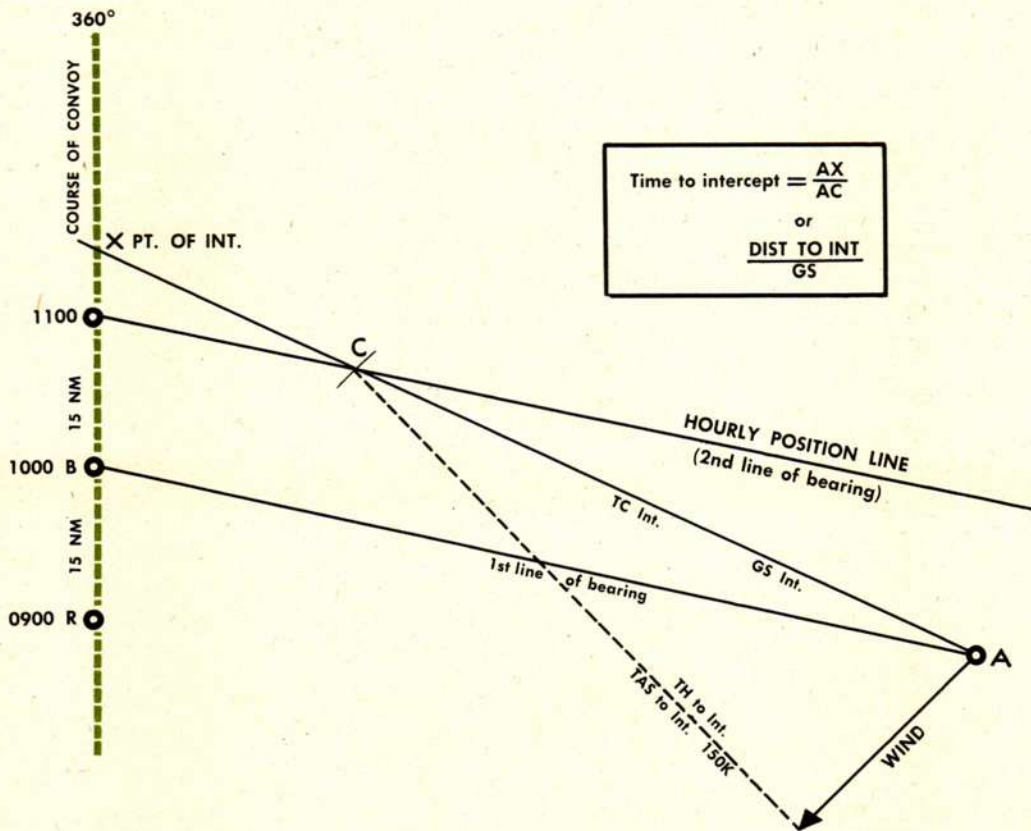 360°
COURSE OF CONVOY
Time to intercept = AX
AC
or
DIST TO INT
GS
X PT. OF INT.
1100
C
15 NM
HOURLY POSITION LINE
(2nd line of bearing)
1000 B
TC Int.
1st line of bearing
GS Int.
15 NM
0900 R
A
TH to Int.
TAS to Int. 150K
WIND